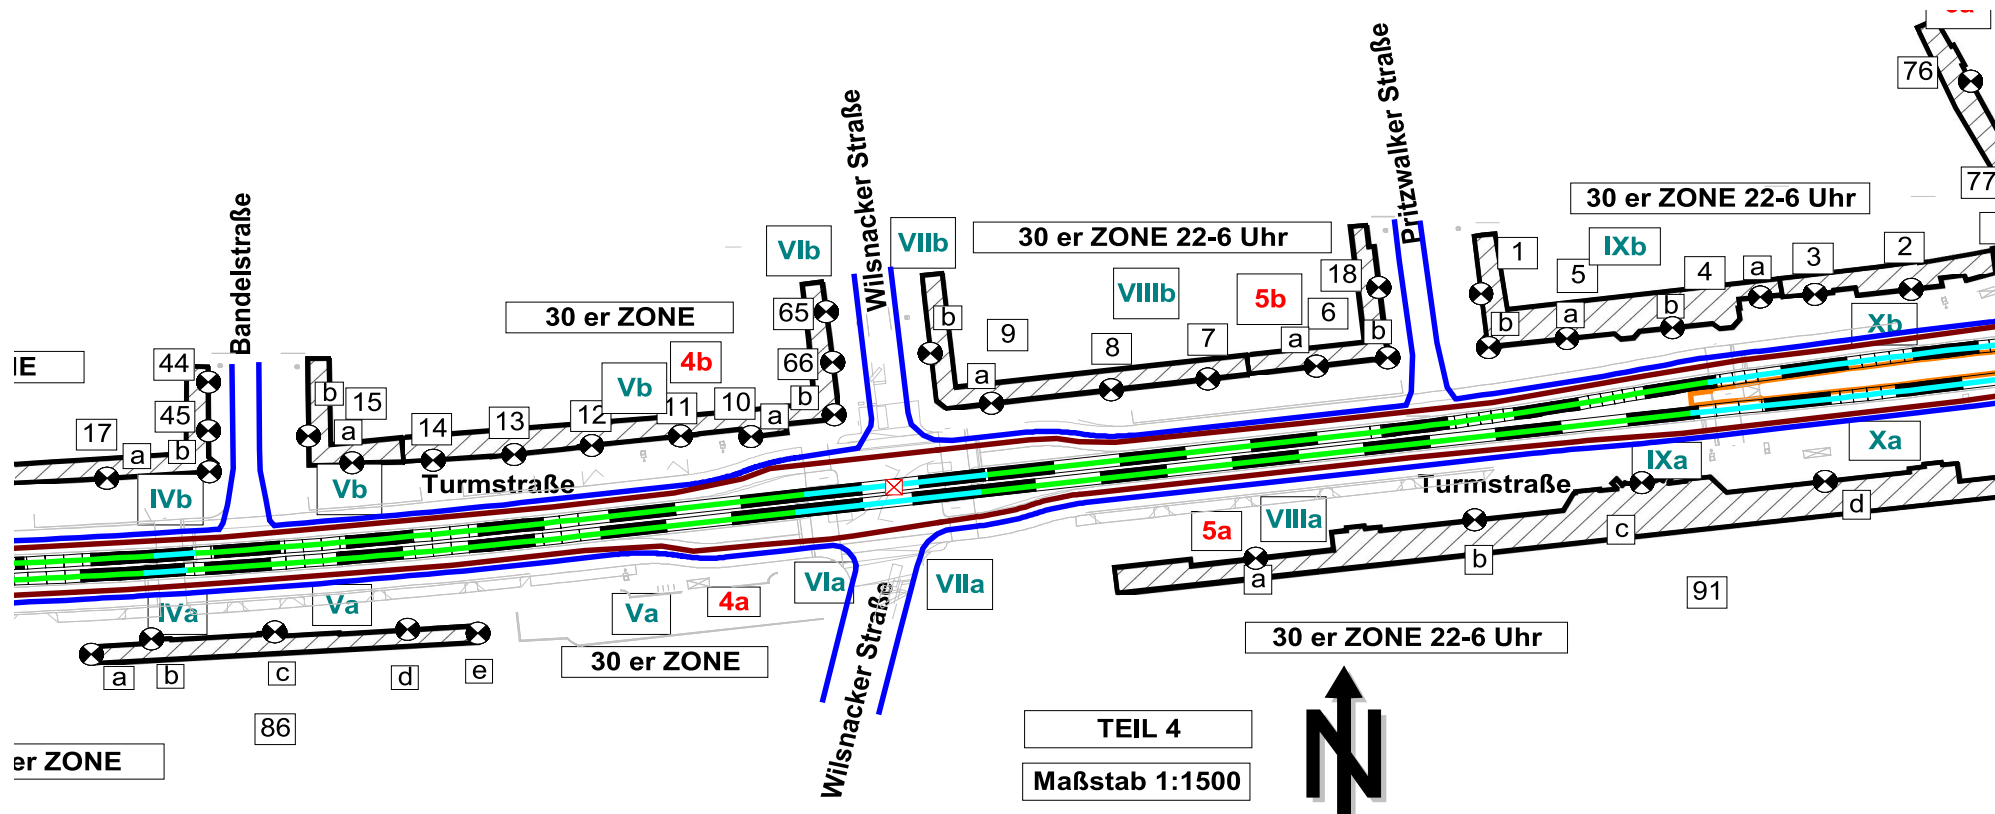 76
77
Pritzwalker Straße
Wilsnacker Straße
Bandelstraße
30 er ZONE 22-6 Uhr
30 er ZONE 22-6 Uhr
30 er ZONE
VIb
VIIb
VIIIb
5b
18
1
5
IXb
4
a
3
2
65
b
9
8
7
a
6
b
b
a
b
Xb
44
66
4b
Vb
b
15
14
13
12
11
10
a
b
a
17
a
45
b
a
IVb
Vb
Turmstraße
Turmstraße
IXa
Xa
5a
VIIIa
a
b
c
d
91
IVa
Va
Va
4a
VIa
VIIa
Wilsnacker Straße
a
b
c
d
e
86
30 er ZONE
30 er ZONE 22-6 Uhr
er ZONE
TEIL 4
Maßstab 1:1500
N